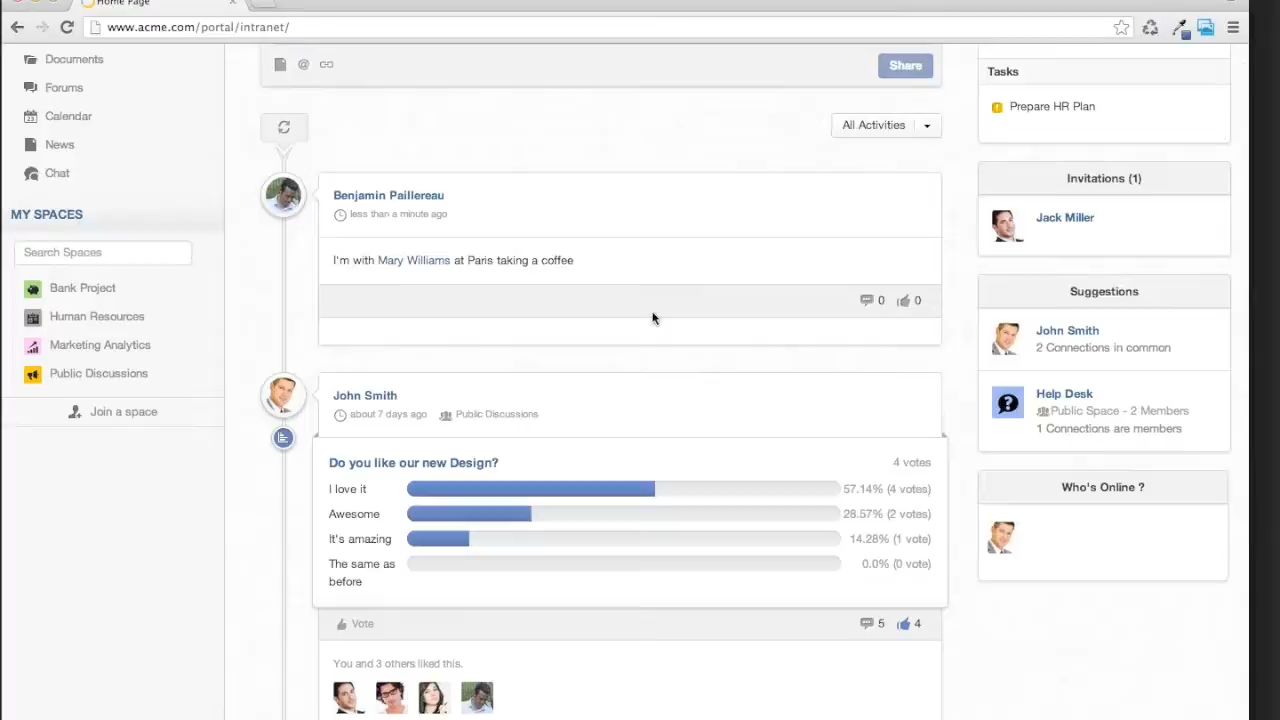 Home Page
www.acme.com/portal/intranet/
Documents
Forums
Calendar
News
Chat
MY SPACES
Search Spaces
Bank Project
Human Resources
Marketing Analytics
Public Discussions
Join a space
Share
All Activities
Benjamin Paillereau
less than a minute ago
I'm with Mary Williams at Paris taking a coffee
0 0
John Smith
about 7 days ago Public Discussions
Do you like our new Design? 4 votes
I love it 57.14% (4 votes)
Awesome 28.57% (2 votes)
It's amazing 14.28% (1 vote)
The same as 0.0% (0 vote)
before
Vote 5 4
You and 3 others liked this.
Tasks
Prepare HR Plan
Invitations (1)
Jack Miller
Suggestions
John Smith
2 Connections in common
Help Desk
Public Space - 2 Members
1 Connections are members
Who's Online ?